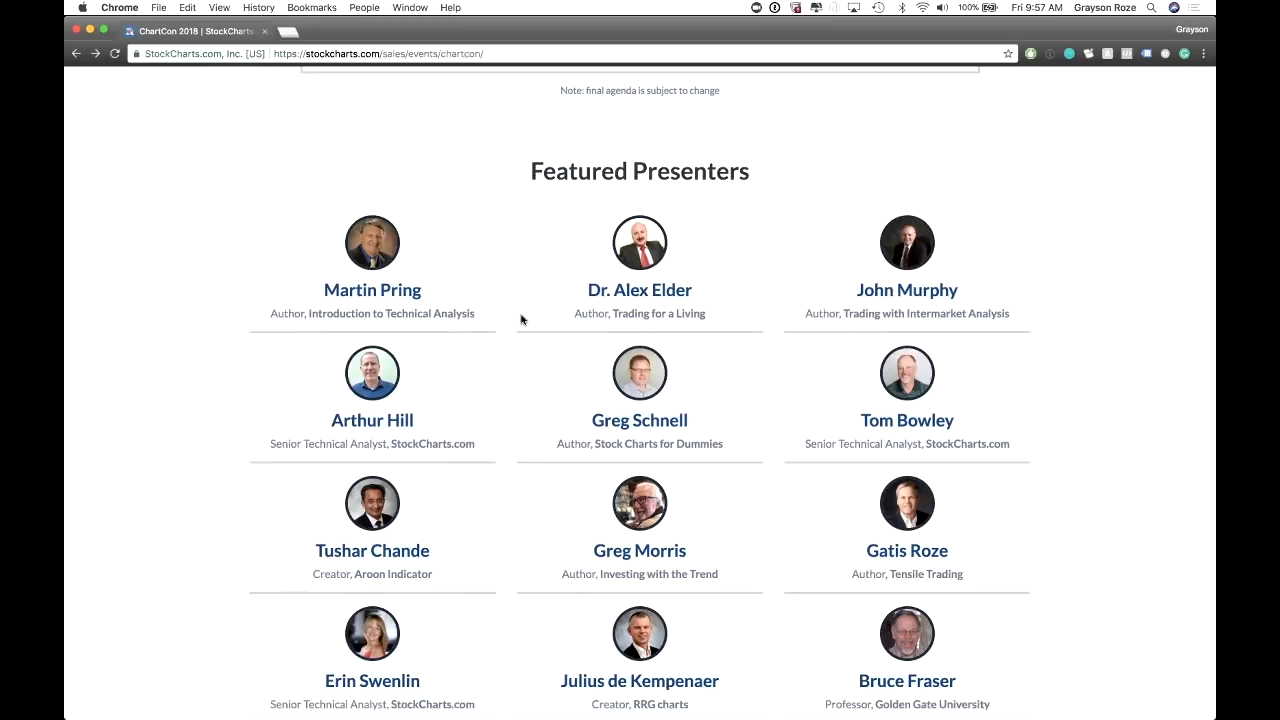 Chrome File Edit View History Bookmarks People Window Help 100% Fri 9:57 AM Grayson Roze
ChartCon 2018 | StockCharts Grayson
StockCharts.com, Inc. [US] https://stockcharts.com/sales/events/chartcon/
Note: final agenda is subject to change
Featured Presenters
Martin Pring Dr. Alex Elder John Murphy
Author, Introduction to Technical Analysis Author, Trading for a Living Author, Trading with Intermarket Analysis
Arthur Hill Greg Schnell Tom Bowley
Senior Technical Analyst, StockCharts.com Author, Stock Charts for Dummies Senior Technical Analyst, StockCharts.com
Tushar Chande Greg Morris Gatis Roze
Creator, Aroon Indicator Author, Investing with the Trend Author, Tensile Trading
Erin Swenlin Julius de Kempenaer Bruce Fraser
Senior Technical Analyst, StockCharts.com Creator, RRG charts Professor, Golden Gate University